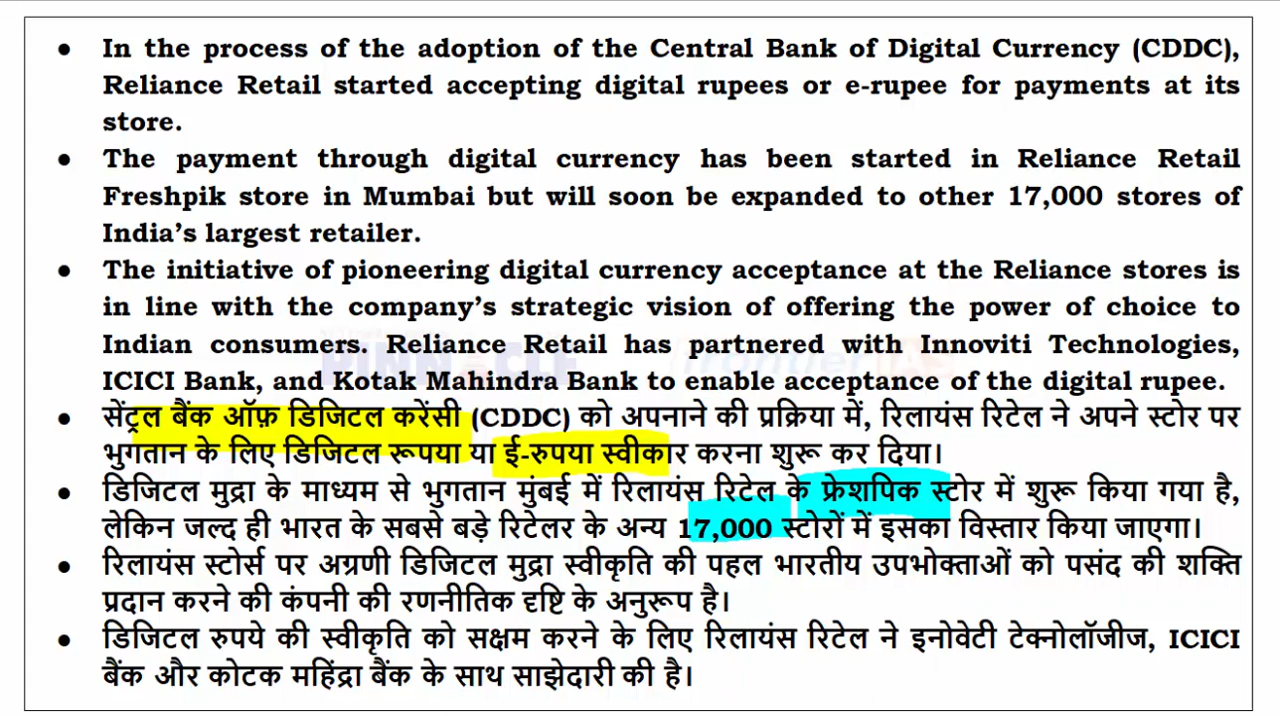 ● In the process of the adoption of the Central Bank of Digital Currency (CDDC),
Reliance Retail started accepting digital rupees or e-rupee for payments at its
store.
● The payment through digital currency has been started in Reliance Retail
Freshpik store in Mumbai but will soon be expanded to other 17,000 stores of
India’s largest retailer.
● The initiative of pioneering digital currency acceptance at the Reliance stores is
in line with the company’s strategic vision of offering the power of choice to
Indian consumers. Reliance Retail has partnered with Innoviti Technologies,
ICICI Bank, and Kotak Mahindra Bank to enable acceptance of the digital rupee.
● सेंट्रल बैंक ऑफ़ डिजिटल करेंसी (CDDC) को अपनाने की प्रक्रिया में, रिलायंस रिटेल ने अपने स्टोर पर
भुगतान के लिए डिजिटल रूपया या ई-रुपया स्वीकार करना शुरू कर दिया।
● डिजिटल मुद्रा के माध्यम से भुगतान मुंबई में रिलायंस रिटेल के फ्रेशपिक स्टोर में शुरू किया गया है,
लेकिन जल्द ही भारत के सबसे बड़े रिटेलर के अन्य 17,000 स्टोरों में इसका विस्तार किया जाएगा।
● रिलायंस स्टोर्स पर अग्रणी डिजिटल मुद्रा स्वीकृति की पहल भारतीय उपभोक्ताओं को पसंद की शक्ति
प्रदान करने की कंपनी की रणनीतिक दृष्टि के अनुरूप है।
● डिजिटल रुपये की स्वीकृति को सक्षम करने के लिए रिलायंस रिटेल ने इनोवेटी टेक्नोलॉजीज, ICICI
बैंक और कोटक महिंद्रा बैंक के साथ साझेदारी की है।